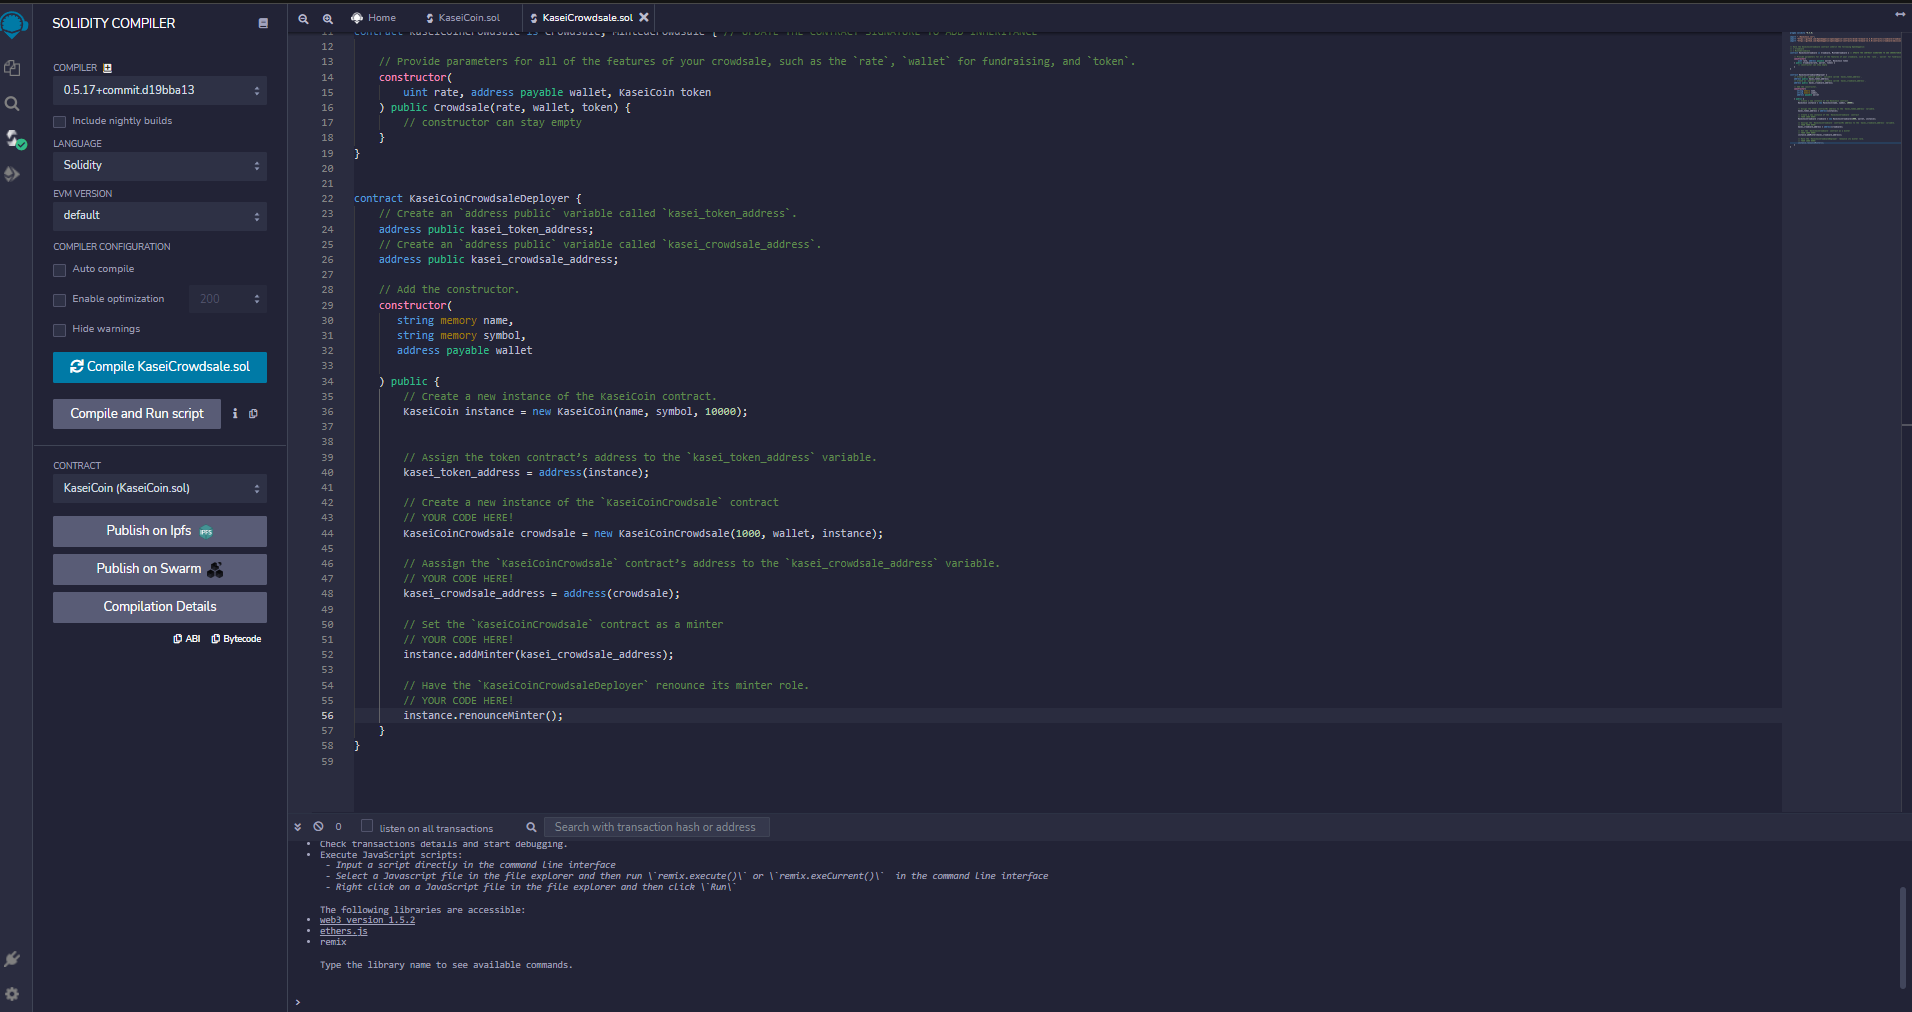 SOLIDITY COMPILER
COMPILER
0.5.17+commit.d19bba13
Include nightly builds
LANGUAGE
Solidity
EVM VERSION
default
COMPILER CONFIGURATION
Auto compile
Enable optimization
200
Hide warnings
Compile KaseiCrowdsale.sol
Compile and Run script
CONTRACT
KaseiCoin (KaseiCoin.sol)
Publish on Ipfs
IPFS
Publish on Swarm
Compilation Details
ABI Bytecode
Home KaseiCoin.sol KaseiCrowdsale.sol
11 contract KaseiCoinCrowdsale is Crowdsale, MintedCrowdsale { // UPDATE THE CONTRACT SIGNATURE TO ADD INHERITANCE
12
13 // Provide parameters for all of the features of your crowdsale, such as the `rate`, `wallet` for fundraising, and `token`.
14 constructor(
15 uint rate, address payable wallet, KaseiCoin token
16 ) public Crowdsale(rate, wallet, token) {
17 // constructor can stay empty
18 }
19 }
20
21
22 contract KaseiCoinCrowdsaleDeployer {
23 // Create an `address public` variable called `kasei_token_address`.
24 address public kasei_token_address;
25 // Create an `address public` variable called `kasei_crowdsale_address`.
26 address public kasei_crowdsale_address;
27
28 // Add the constructor.
29 constructor(
30 string memory name,
31 string memory symbol,
32 address payable wallet
33
34 ) public {
35 // Create a new instance of the KaseiCoin contract.
36 KaseiCoin instance = new KaseiCoin(name, symbol, 10000);
37
38
39 // Assign the token contract’s address to the `kasei_token_address` variable.
40 kasei_token_address = address(instance);
41
42 // Create a new instance of the `KaseiCoinCrowdsale` contract
43 // YOUR CODE HERE!
44 KaseiCoinCrowdsale crowdsale = new KaseiCoinCrowdsale(1000, wallet, instance);
45
46 // Aassign the `KaseiCoinCrowdsale` contract’s address to the `kasei_crowdsale_address` variable.
47 // YOUR CODE HERE!
48 kasei_crowdsale_address = address(crowdsale);
49
50 // Set the `KaseiCoinCrowdsale` contract as a minter
51 // YOUR CODE HERE!
52 instance.addMinter(kasei_crowdsale_address);
53
54 // Have the `KaseiCoinCrowdsaleDeployer` renounce its minter role.
55 // YOUR CODE HERE!
56 instance.renounceMinter();
57 }
58 }
59
0 listen on all transactions Search with transaction hash or address
• Check transactions details and start debugging.
• Execute JavaScript scripts:
- Input a script directly in the command line interface
- Select a Javascript file in the file explorer and then run \`remix.execute()\` or \`remix.exeCurrent()\` in the command line interface
- Right click on a JavaScript file in the file explorer and then click \`Run\`
The following libraries are accessible:
• web3 version 1.5.2
• ethers.js
• remix
Type the library name to see available commands.
>